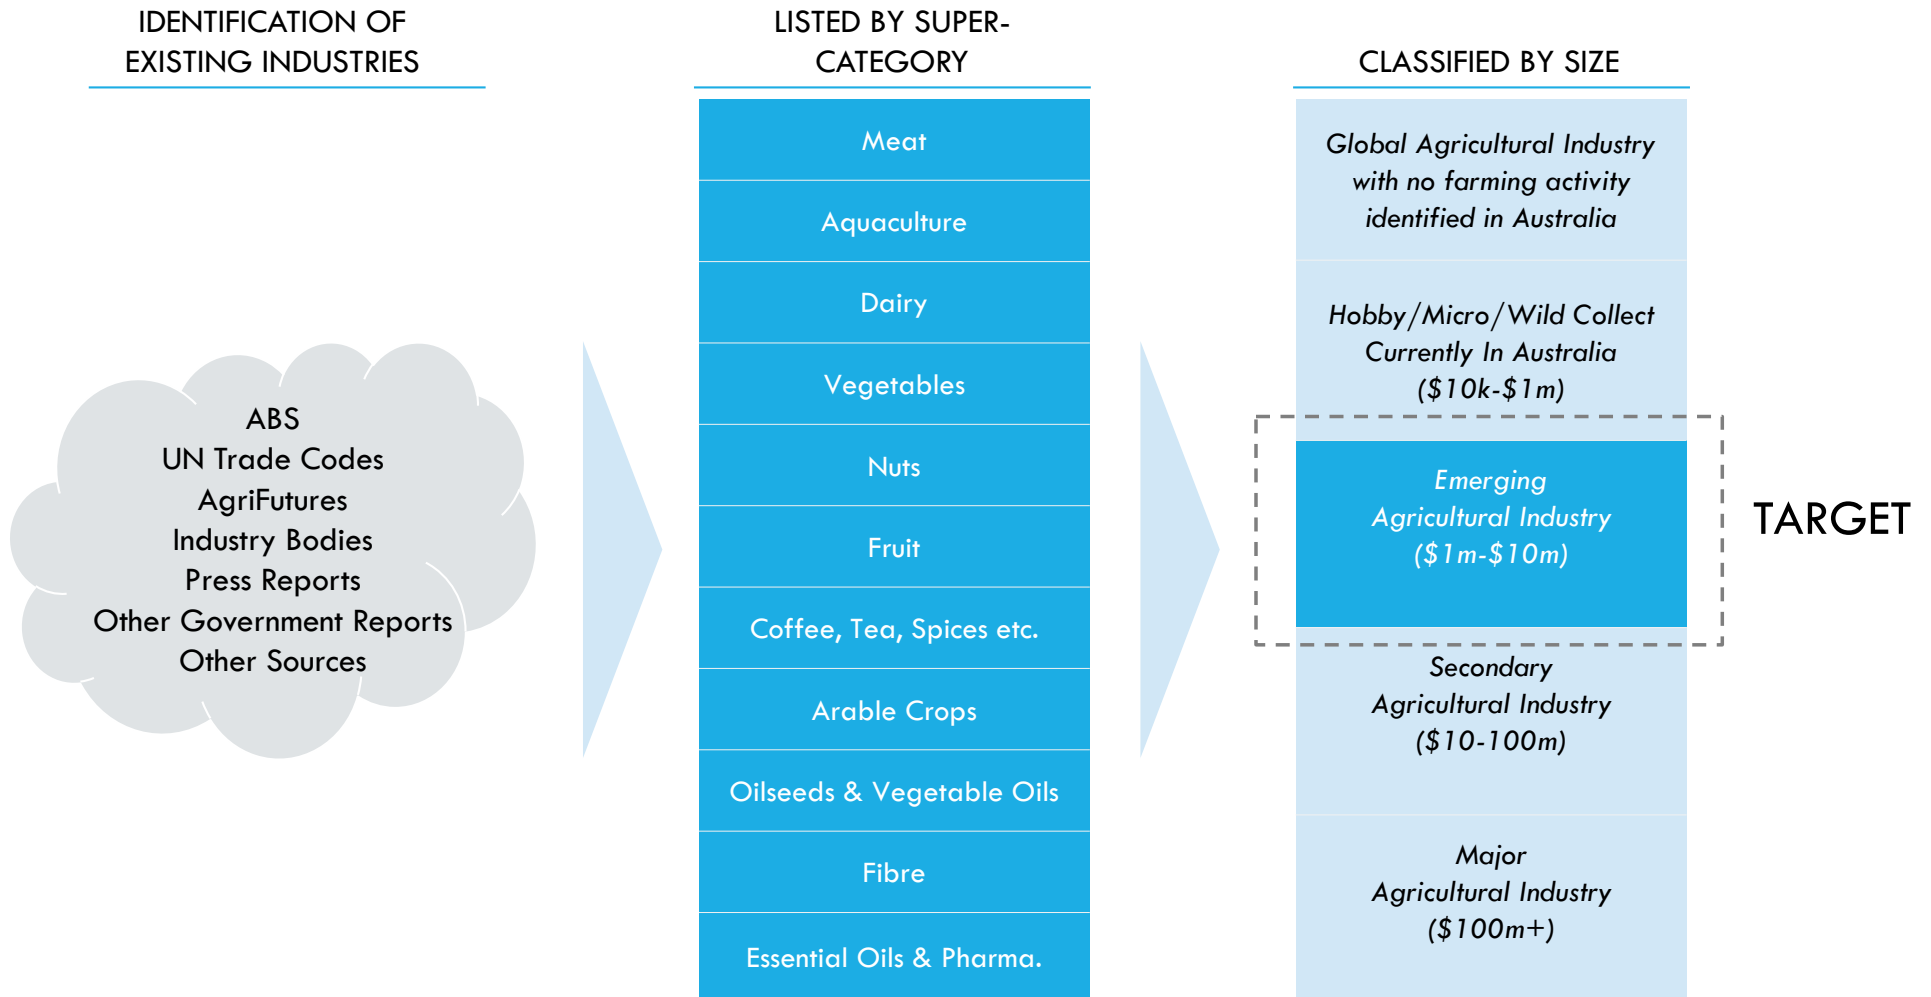 IDENTIFICATION OF
EXISTING INDUSTRIES
ABS
UN Trade Codes
AgriFutures
Industry Bodies
Press Reports
Other Government Reports
Other Sources
LISTED BY SUPER-
CATEGORY
Meat
Aquaculture
Dairy
Vegetables
Nuts
Fruit
Coffee, Tea, Spices etc.
Arable Crops
Oilseeds & Vegetable Oils
Fibre
Essential Oils & Pharma.
CLASSIFIED BY SIZE
Global Agricultural Industry
with no farming activity
identified in Australia
Hobby/Micro/Wild Collect
Currently In Australia
($10k-$1m)
Emerging
Agricultural Industry
($1m-$10m)
Secondary
Agricultural Industry
($10-100m)
Major
Agricultural Industry
($100m+)
TARGET